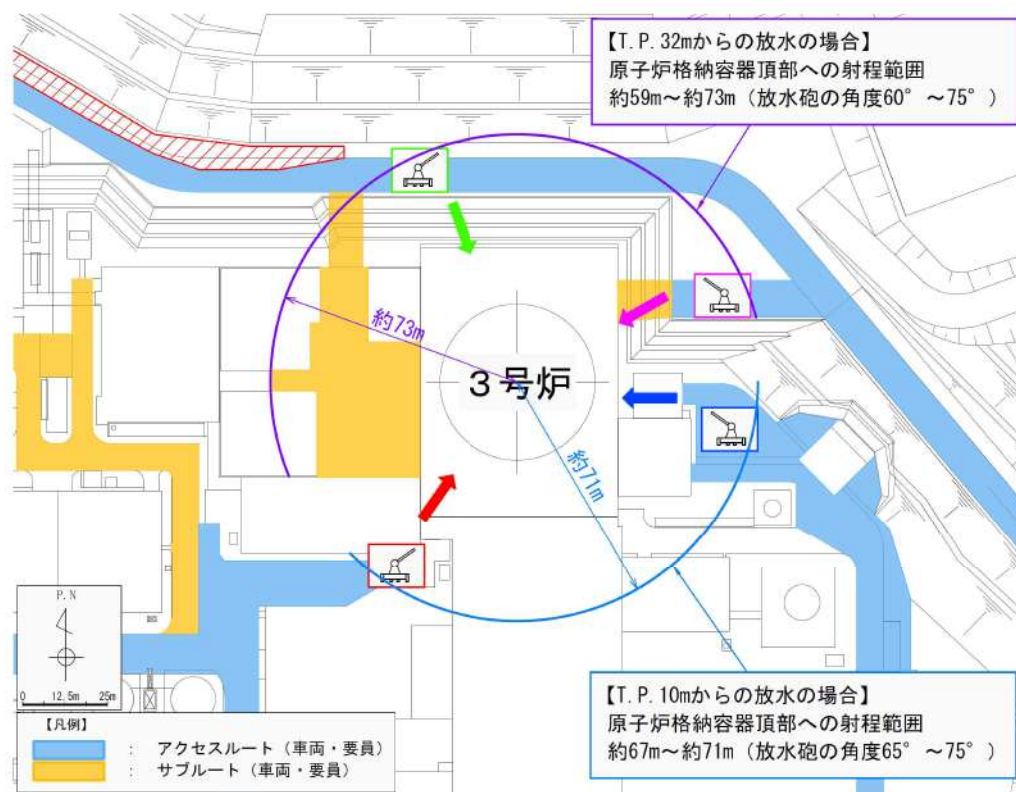 【T.P.32mからの放水の場合】
原子炉格納容器頂部への射程範囲
約59m～約73m（放水砲の角度60°～75°）
約73m
3号炉
約71m
P.N
0 12.5m 25m
【凡例】
： アクセスルート（車両・要員）
： サブルート（車両・要員）
【T.P.10mからの放水の場合】
原子炉格納容器頂部への射程範囲
約67m～約71m（放水砲の角度65°～75°）